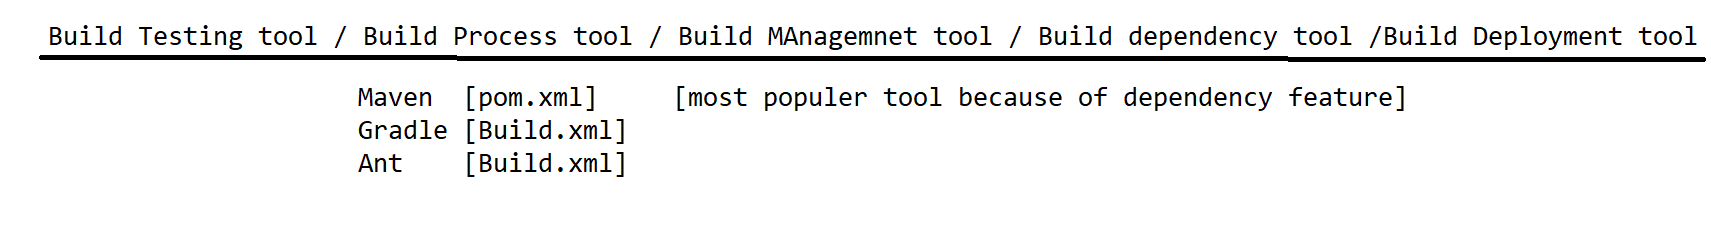 Build Testing tool / Build Process tool / Build MAnagemnet tool / Build dependency tool /Build Deployment tool
Maven [pom.xml] [most populer tool because of dependency feature]
Gradle [Build.xml]
Ant [Build.xml]